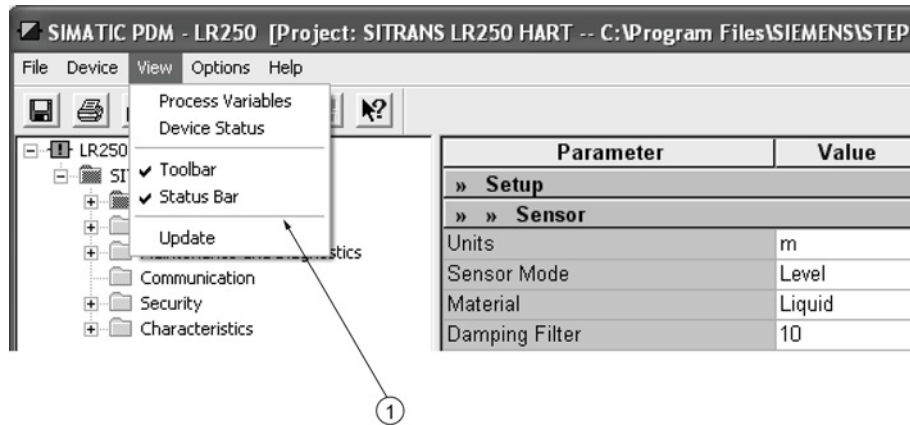 SIMATIC PDM - LR250 [Project: SITRANS LR250 HART -- C:\Program Files\SIEMENS\STEP
File Device View Options Help
Process Variables
Device Status
Toolbar
Status Bar
Update
LR250
Communication
Security
Characteristics
Parameter Value
» Setup
» » Sensor
Units m
Sensor Mode Level
Material Liquid
Damping Filter 10
1